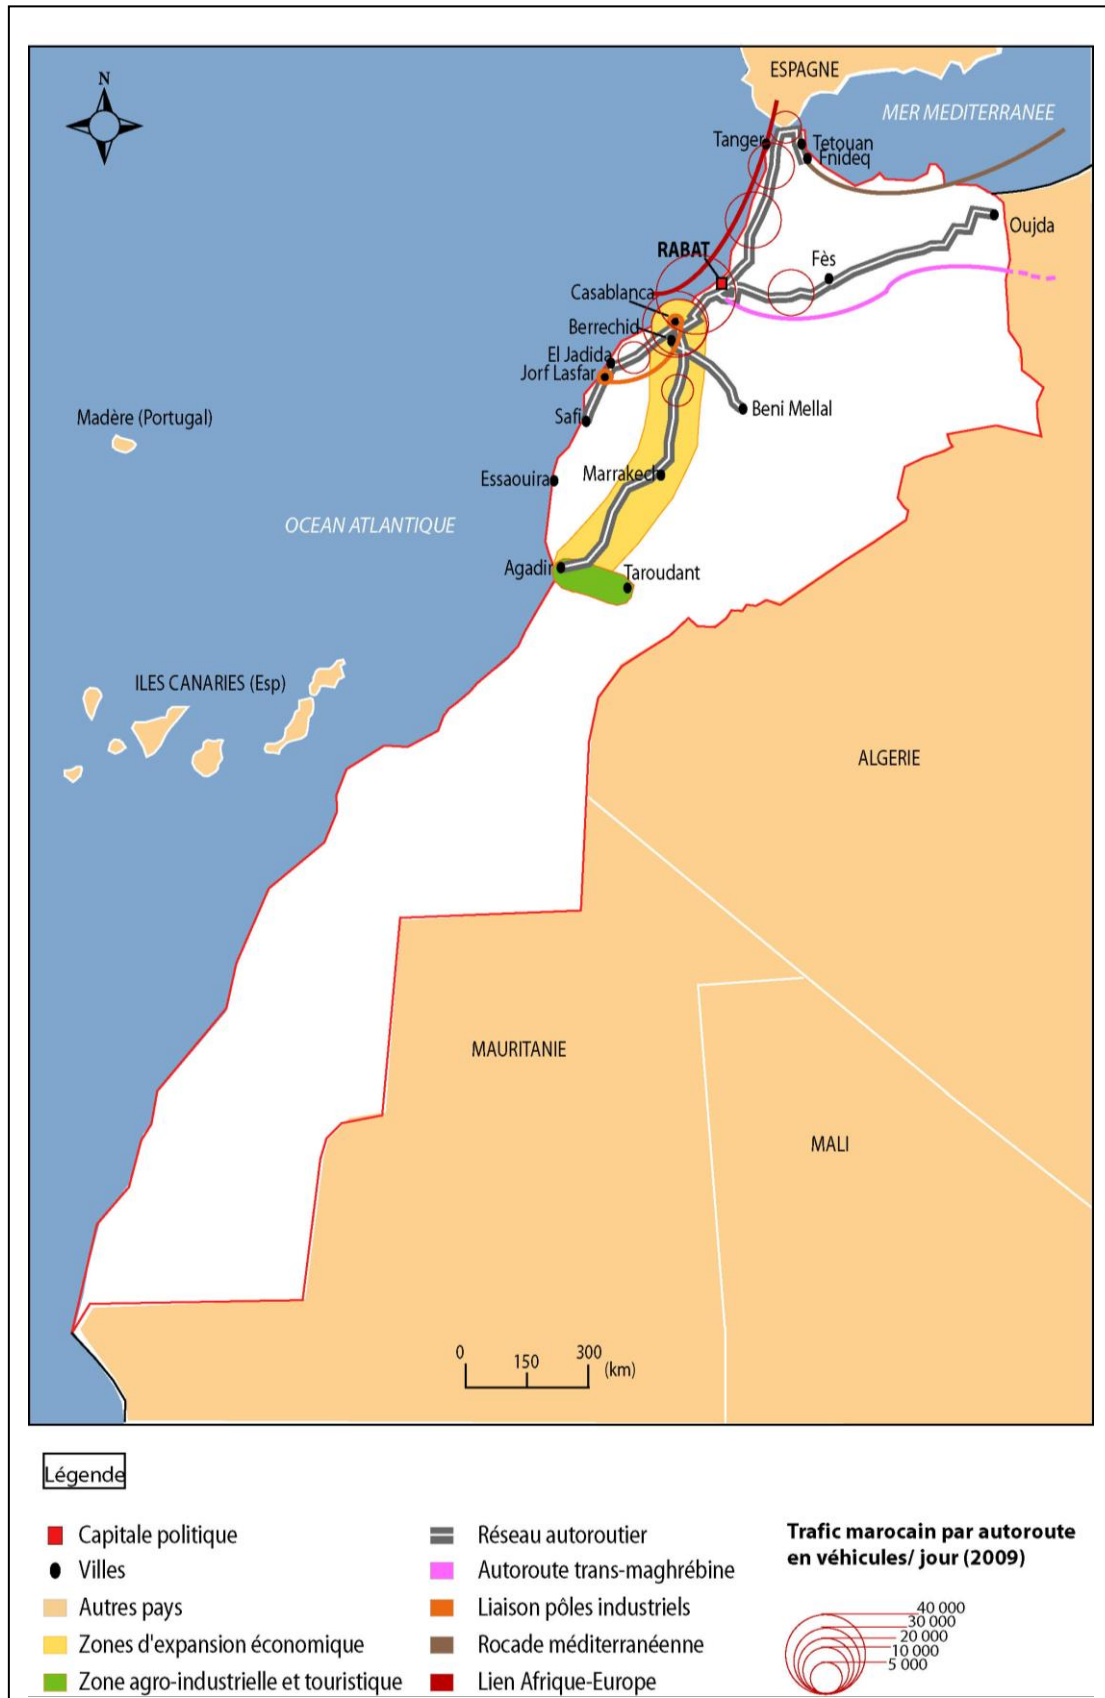 N
ESPAGNE
MER MEDITERRANEE
Tanger
Tetouan
Fnideq
Oujda
RABAT
Fès
Casablanca
Berrechid
El Jadida
Jorf Lasfar
Safi
Beni Mellal
Madère (Portugal)
Essaouira
Marrakech
OCEAN ATLANTIQUE
Agadir
Taroudant
ILES CANARIES (Esp)
ALGERIE
MAURITANIE
MALI
0 150 300 (km)
Légende
Capitale politique
Villes
Autres pays
Zones d'expansion économique
Zone agro-industrielle et touristique
Réseau autoroutier
Autoroute trans-maghrébine
Liaison pôles industriels
Rocade méditerranéenne
Lien Afrique-Europe
Trafic marocain par autoroute
en véhicules/ jour (2009)
40 000
30 000
20 000
10 000
5 000